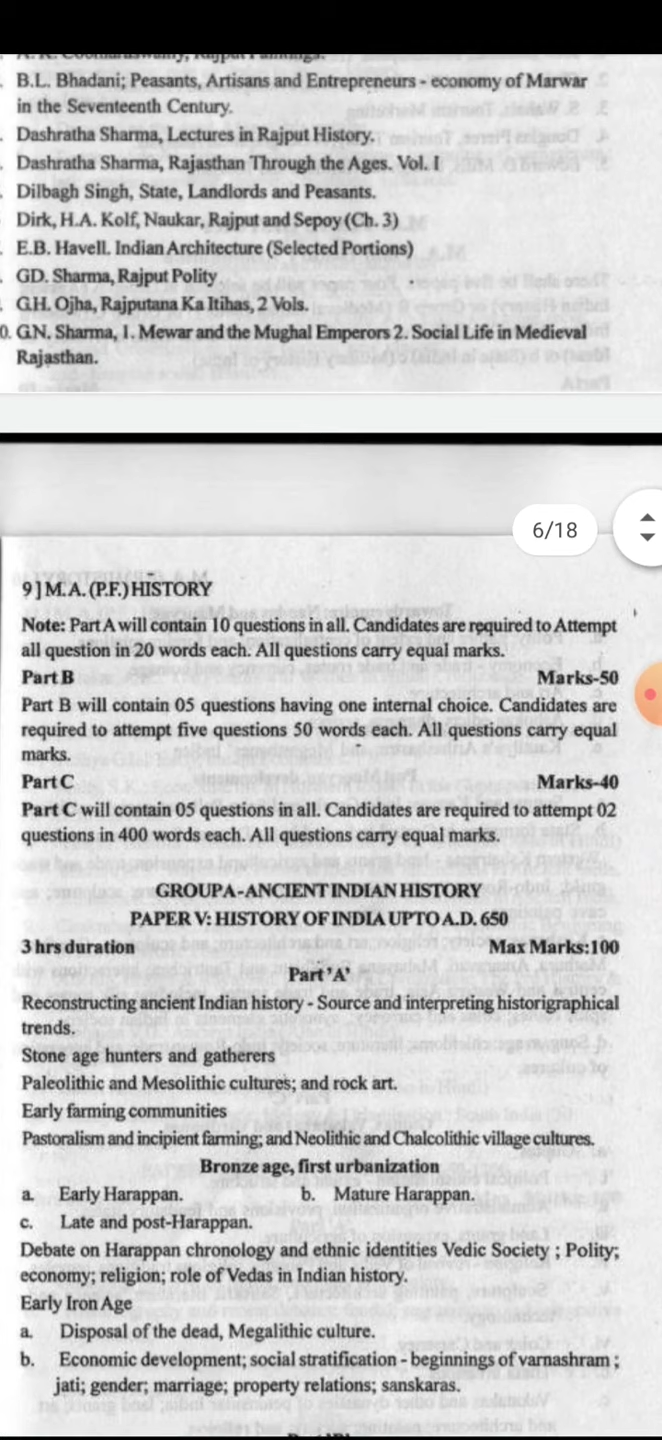 A. K. Coomaraswamy, Rajput Paintings.
B.L. Bhadani; Peasants, Artisans and Entrepreneurs - economy of Marwar
in the Seventeenth Century.
Dashratha Sharma, Lectures in Rajput History.
Dashratha Sharma, Rajasthan Through the Ages. Vol. I
Dilbagh Singh, State, Landlords and Peasants.
Dirk, H.A. Kolf, Naukar, Rajput and Sepoy (Ch. 3)
E.B. Havell. Indian Architecture (Selected Portions)
GD. Sharma, Rajput Polity
G.H. Ojha, Rajputana Ka Itihas, 2 Vols.
0. G.N. Sharma, 1. Mewar and the Mughal Emperors 2. Social Life in Medieval
Rajasthan.
6/18
9 ] M.A. (P.F.) HISTORY
Note: Part A will contain 10 questions in all. Candidates are required to Attempt
all question in 20 words each. All questions carry equal marks.
Part B Marks-50
Part B will contain 05 questions having one internal choice. Candidates are
required to attempt five questions 50 words each. All questions carry equal
marks.
Part C Marks-40
Part C will contain 05 questions in all. Candidates are required to attempt 02
questions in 400 words each. All questions carry equal marks.
GROUP A - ANCIENT INDIAN HISTORY
PAPER V: HISTORY OF INDIA UPTO A.D. 650
3 hrs duration Max Marks:100
Part 'A'
Reconstructing ancient Indian history - Source and interpreting historigraphical
trends.
Stone age hunters and gatherers
Paleolithic and Mesolithic cultures; and rock art.
Early farming communities
Pastoralism and incipient farming; and Neolithic and Chalcolithic village cultures.
Bronze age, first urbanization
a. Early Harappan. b. Mature Harappan.
c. Late and post-Harappan.
Debate on Harappan chronology and ethnic identities Vedic Society ; Polity;
economy; religion; role of Vedas in Indian history.
Early Iron Age
a. Disposal of the dead, Megalithic culture.
b. Economic development; social stratification - beginnings of varnashram ;
jati; gender; marriage; property relations; sanskaras.